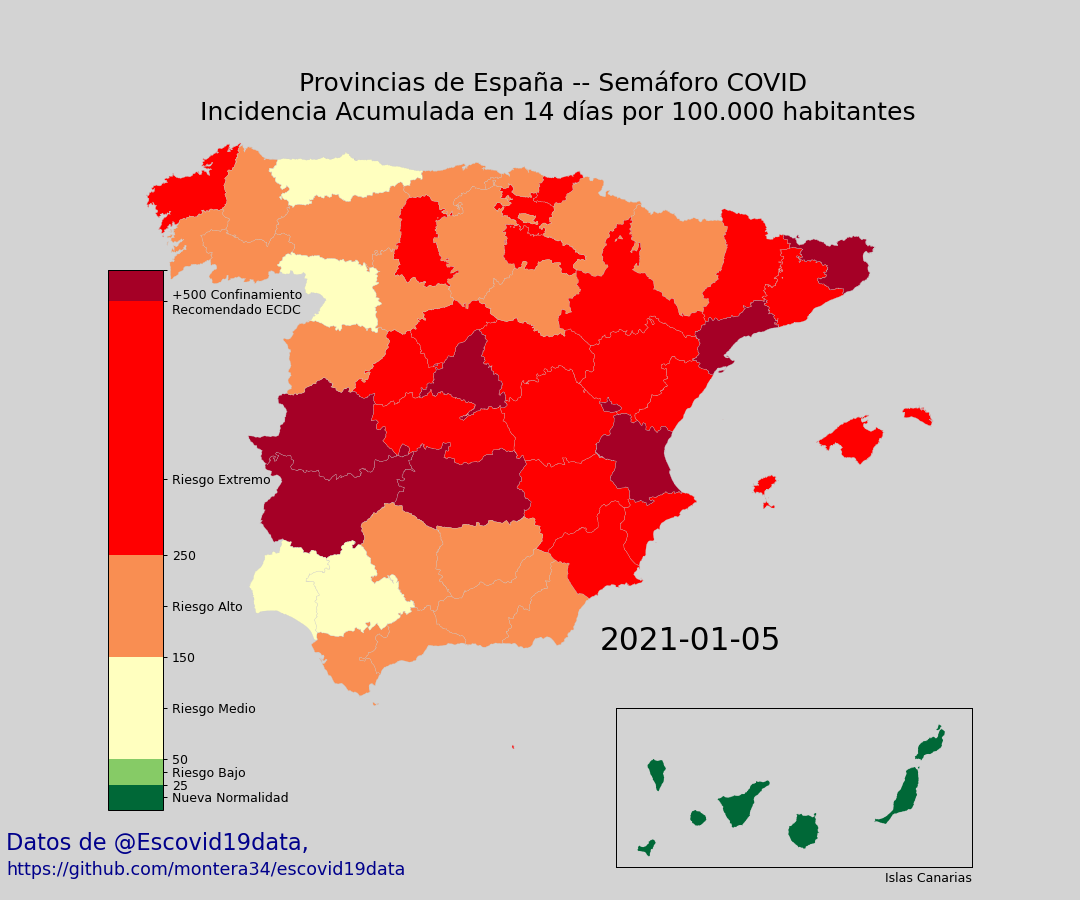 Provincias de España -- Semáforo COVID
Incidencia Acumulada en 14 días por 100.000 habitantes
+500 Confinamiento
Recomendado ECDC
Riesgo Extremo
250
Riesgo Alto
150
Riesgo Medio
50
Riesgo Bajo
25
Nueva Normalidad
2021-01-05
Islas Canarias
Datos de @Escovid19data,
https://github.com/montera34/escovid19data